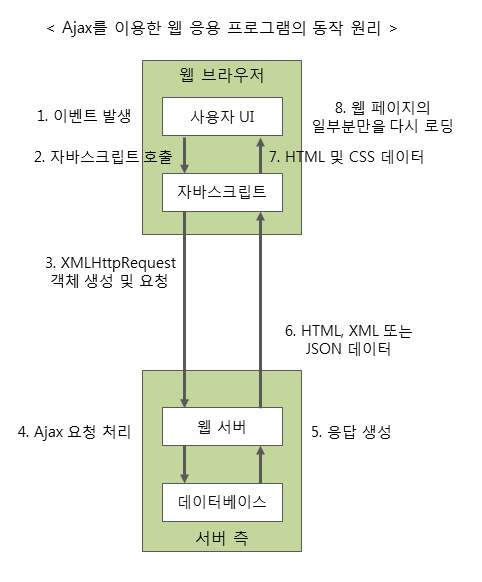 < Ajax를 이용한 웹 응용 프로그램의 동작 원리 >
웹 브라우저
1. 이벤트 발생
사용자 UI
8. 웹 페이지의
일부분만을 다시 로딩
2. 자바스크립트 호출
7. HTML 및 CSS 데이터
자바스크립트
3. XMLHttpRequest
객체 생성 및 요청
6. HTML, XML 또는
JSON 데이터
4. Ajax 요청 처리
웹 서버
5. 응답 생성
데이터베이스
서버 측